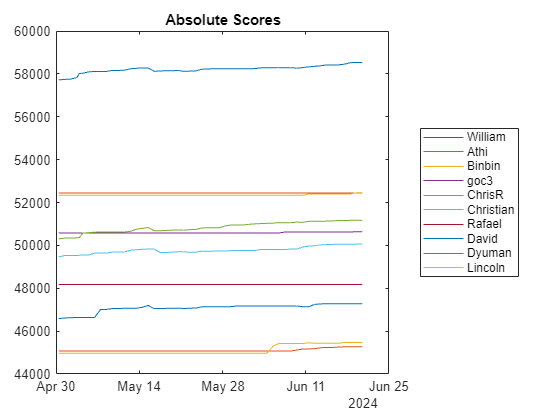 Absolute Scores
60000
58000
56000
54000
52000
50000
48000
46000
44000
Apr 30 May 14 May 28 Jun 11 Jun 25
2024
William
Athi
Binbin
goc3
ChrisR
Christian
Rafael
David
Dyuman
Lincoln